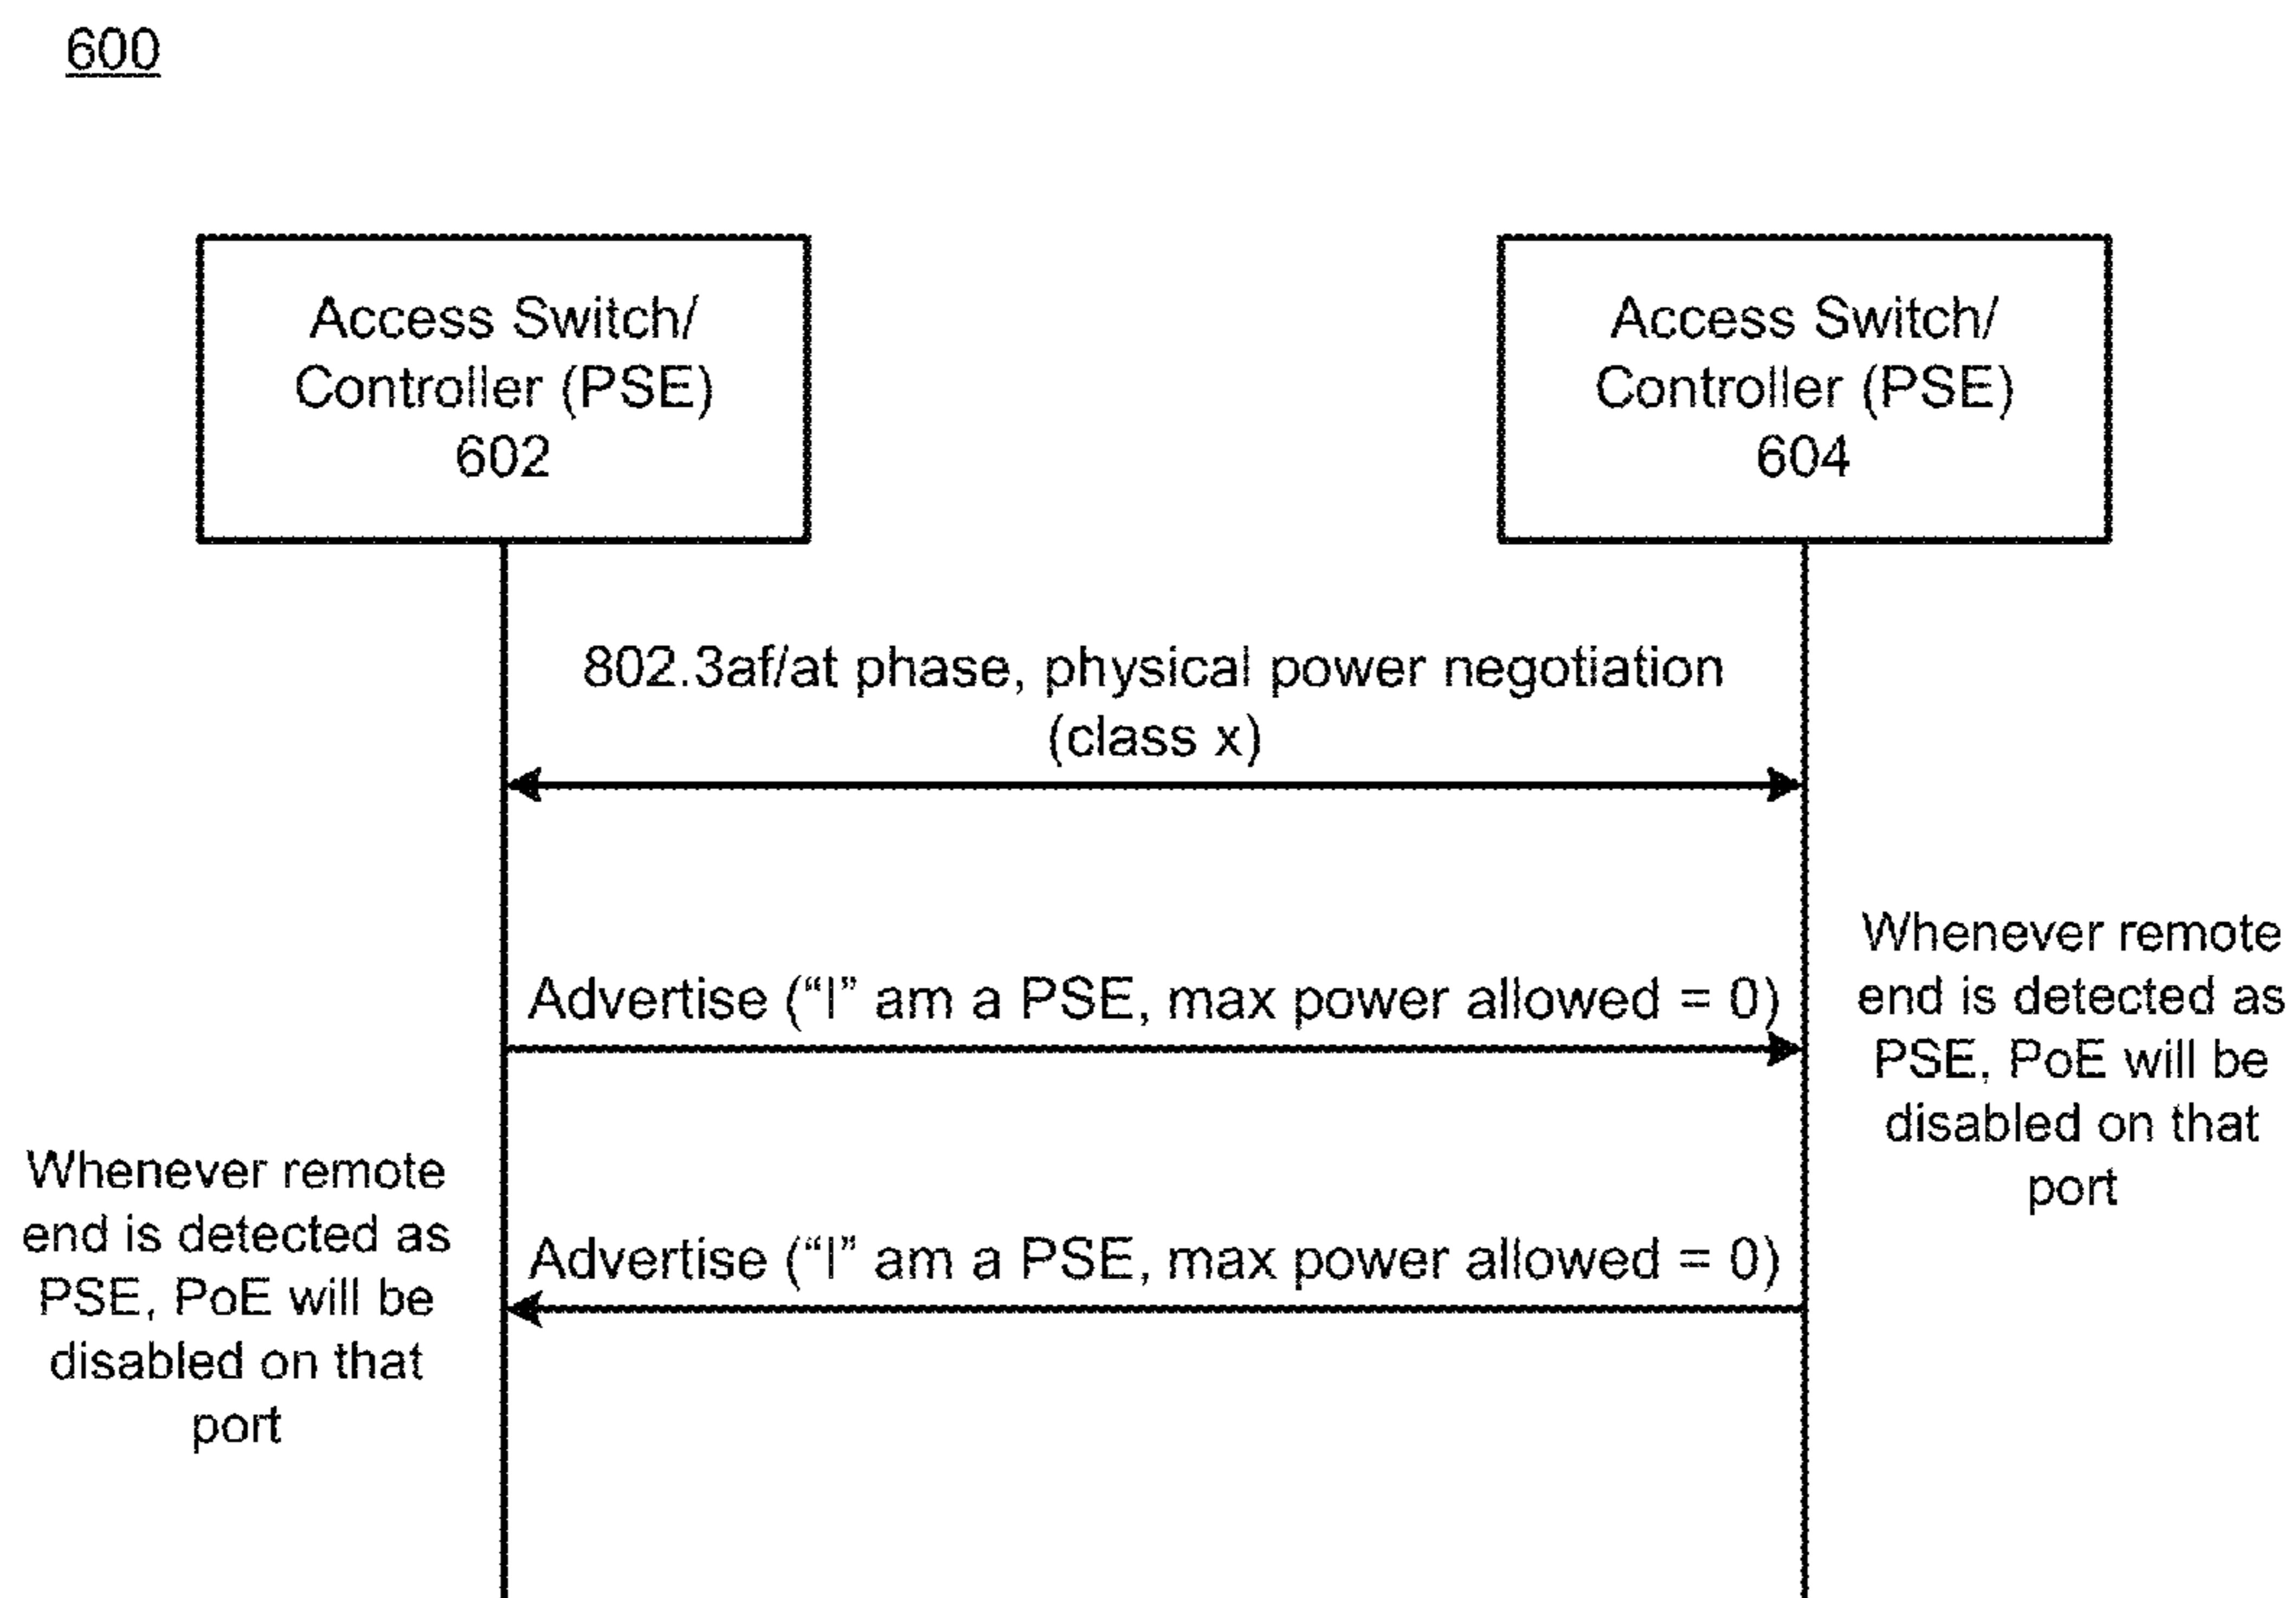 600
Access Switch/
Controller (PSE)
602
Access Switch/
Controller (PSE)
604
802.3af/at phase, physical power negotiation
(class x)
Advertise (“I” am a PSE, max power allowed = 0)
Whenever remote
end is detected as
PSE, PoE will be
disabled on that
port
Whenever remote
end is detected as
PSE, PoE will be
disabled on that
port
Advertise (“I” am a PSE, max power allowed = 0)